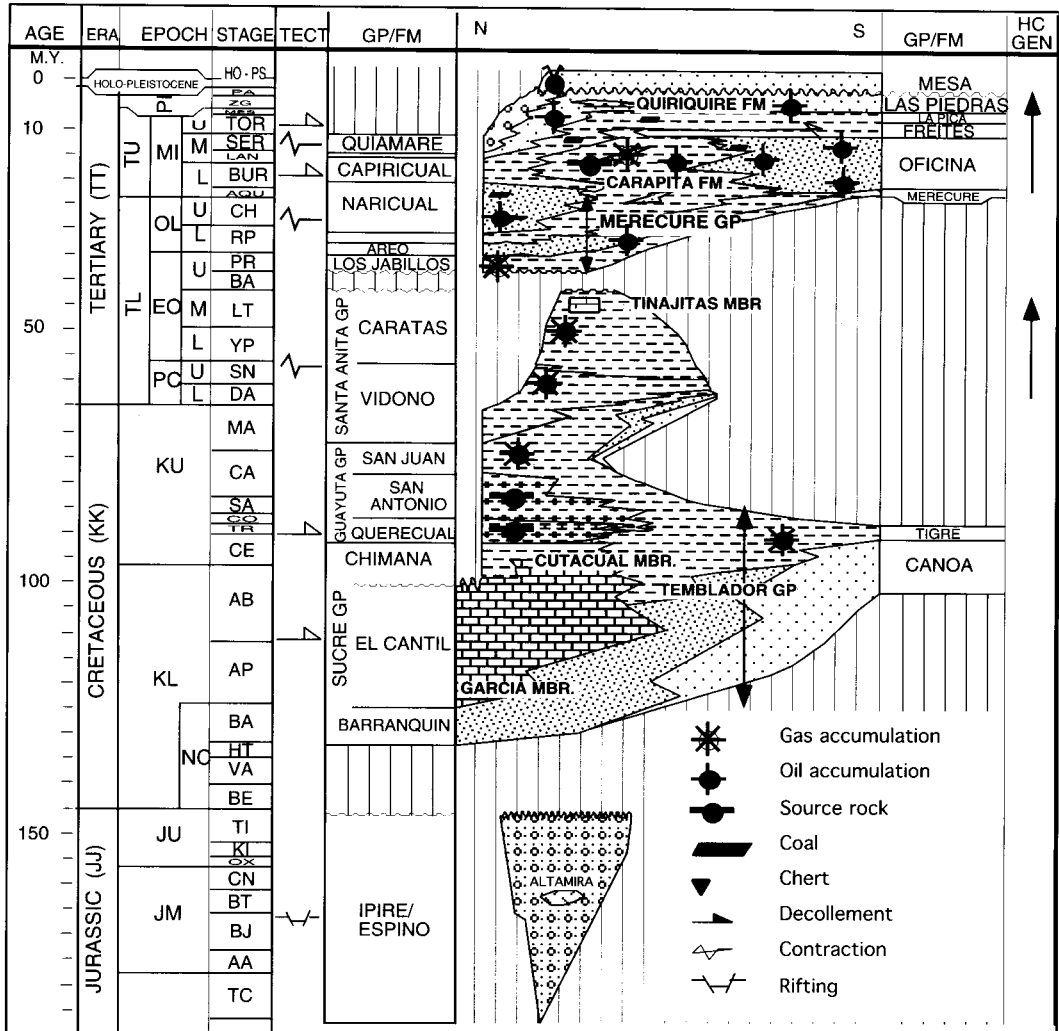 AGE ERA EPOCH STAGE TECT GP/FM N S GP/FM HC GEN
M.Y.
0
10
50
100
150
TERTIARY (TT)
CRETACEOUS (KK)
JURASSIC (JJ)
HOLO-PLEISTOCENE
TU
TL
PI
MI
U
M
L
OL
U
L
EO
U
M
L
PC
U
L
KU
KL
NC
JU
JM
HO - PS
PA
ZG
MES
TOR
SER
LAN
BUR
AQU
CH
RP
PR
BA
LT
YP
SN
DA
MA
CA
SA
CO
TR
CE
AB
AP
BA
HT
VA
BE
TI
KI
OX
CN
BT
BJ
AA
TC
QUIAMARE
CAPIRICUAL
NARICUAL
AREO
LOS JABILLOS
SANTA ANITA GP
CARATAS
VIDONO
GUAYUTA GP
SAN JUAN
SAN ANTONIO
QUERECUAL
SUCRE GP
CHIMANA
EL CANTIL
BARRANQUIN
IPIRE/
ESPINO
QUIRIQUIRE FM
CARAPITA FM
MERECURE GP
TINAJITAS MBR
CUTACUAL MBR.
TEMBLADOR GP
GARCIA MBR.
ALTAMIRA
MESA
LAS PIEDRAS
LA PICA
FREITES
OFICINA
MERECURE
TIGRE
CANOA
Gas accumulation
Oil accumulation
Source rock
Coal
Chert
Decollement
Contraction
Rifting